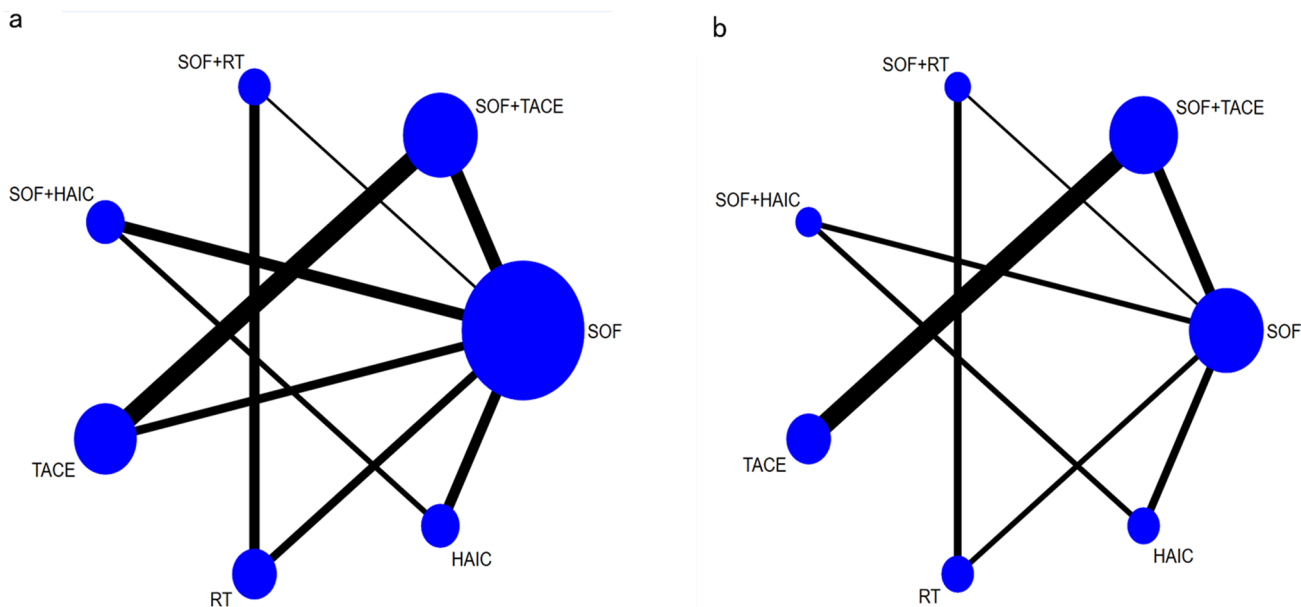 a
SOF+RT
SOF+TACE
SOF+HAIC
SOF
TACE
HAIC
RT
b
SOF+RT
SOF+TACE
SOF+HAIC
SOF
TACE
HAIC
RT